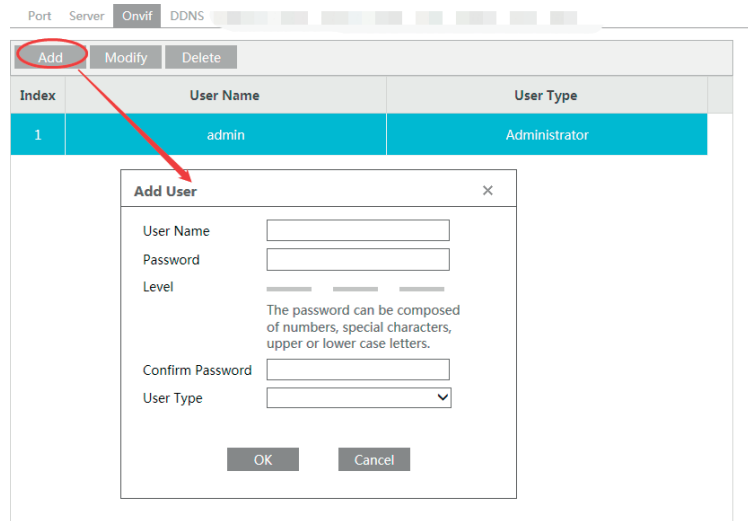 Port Server Onvif DDNS
Add Modify Delete
Index User Name User Type
1 admin Administrator
Add User ×
User Name
Password
Level
The password can be composed
of numbers, special characters,
upper or lower case letters.
Confirm Password
User Type
OK Cancel